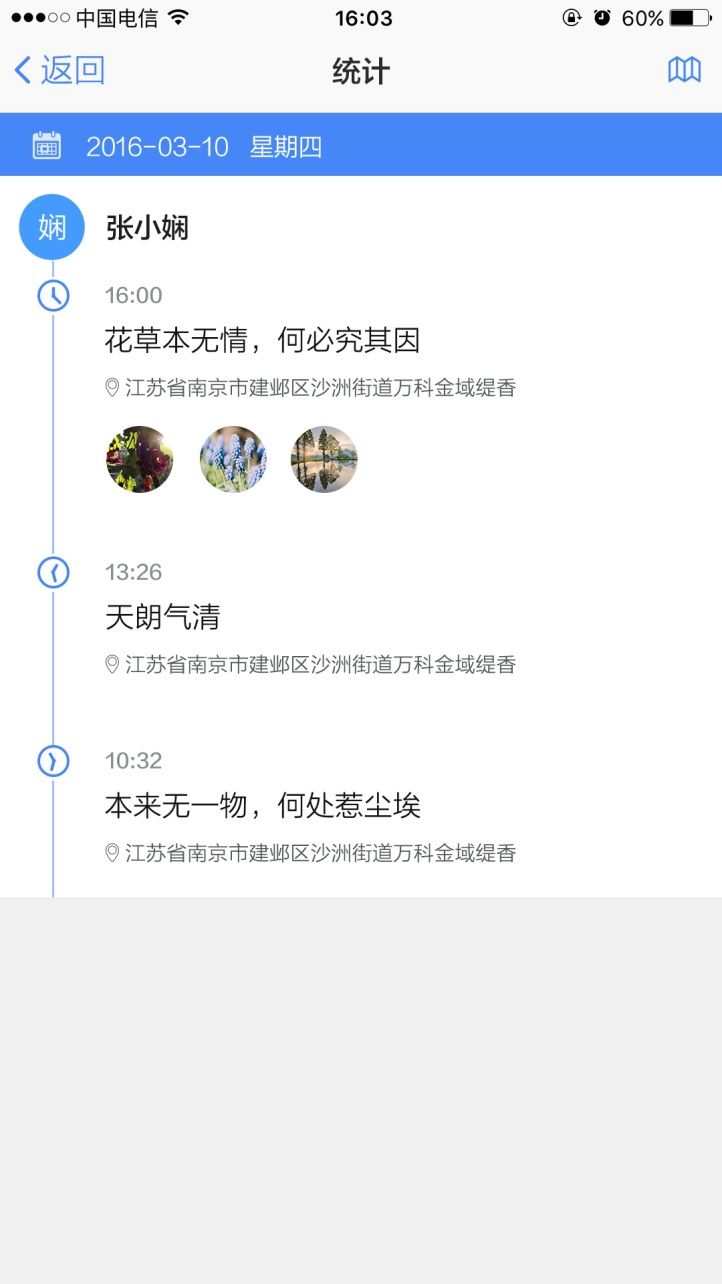 中国电信 16:03 60%
返回 统计
2016-03-10 星期四
娴 张小娴
16:00
花草本无情，何必究其因
江苏省南京市建邺区沙洲街道万科金域缇香
13:26
天朗气清
江苏省南京市建邺区沙洲街道万科金域缇香
10:32
本来无一物，何处惹尘埃
江苏省南京市建邺区沙洲街道万科金域缇香